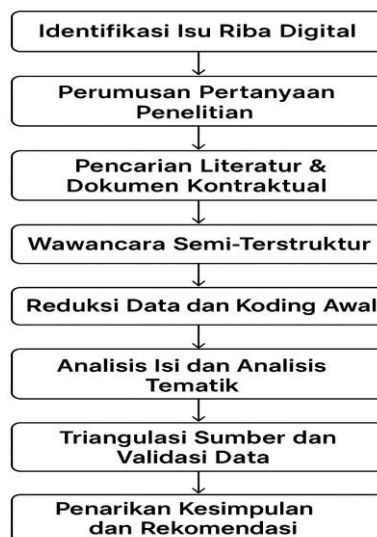 Identifikasi Isu Riba Digital
Perumusan Pertanyaan
Penelitian
Pencarian Literatur &
Dokumen Kontraktual
Wawancara Semi-Terstruktur
Reduksi Data dan Koding Awal
Analisis Isi dan Analisis
Tematik
Triangulasi Sumber dan
Validasi Data
Penarikan Kesimpulan
dan Rekomendasi